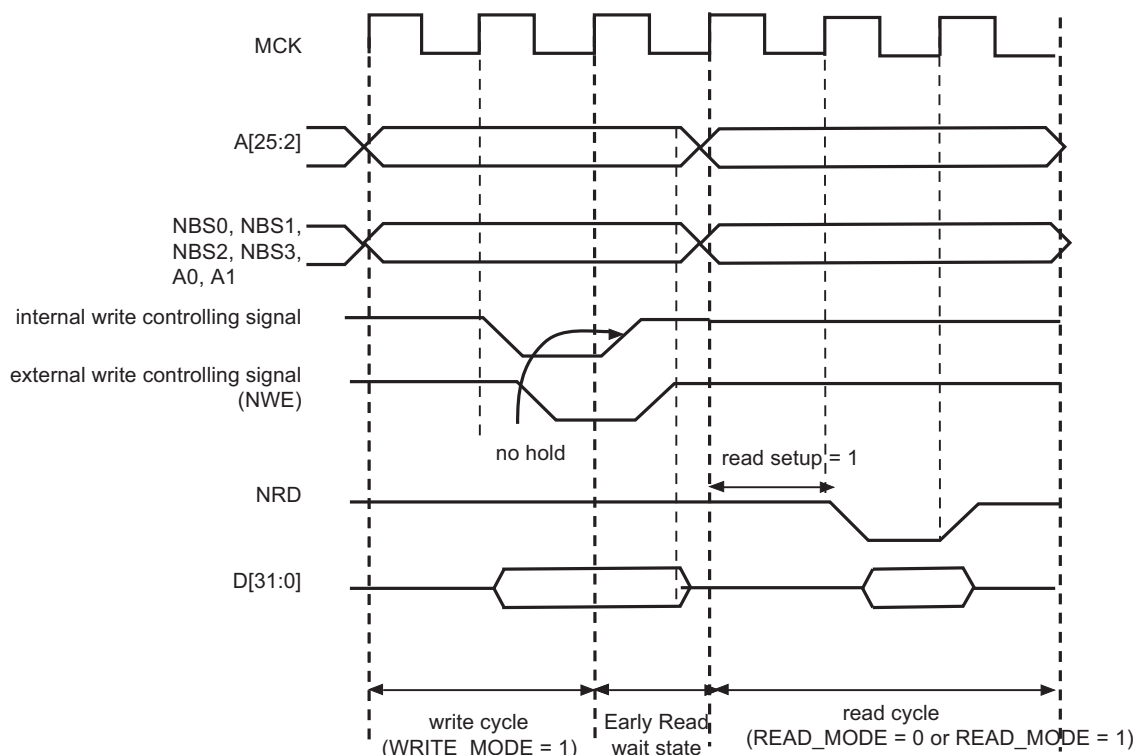 MCK
A[25:2]
NBS0, NBS1,
NBS2, NBS3,
A0, A1
internal write controlling signal
external write controlling signal
(NWE)
no hold
read setup = 1
NRD
D[31:0]
write cycle
(WRITE_MODE = 1)
Early Read
wait state
read cycle
(READ_MODE = 0 or READ_MODE = 1)